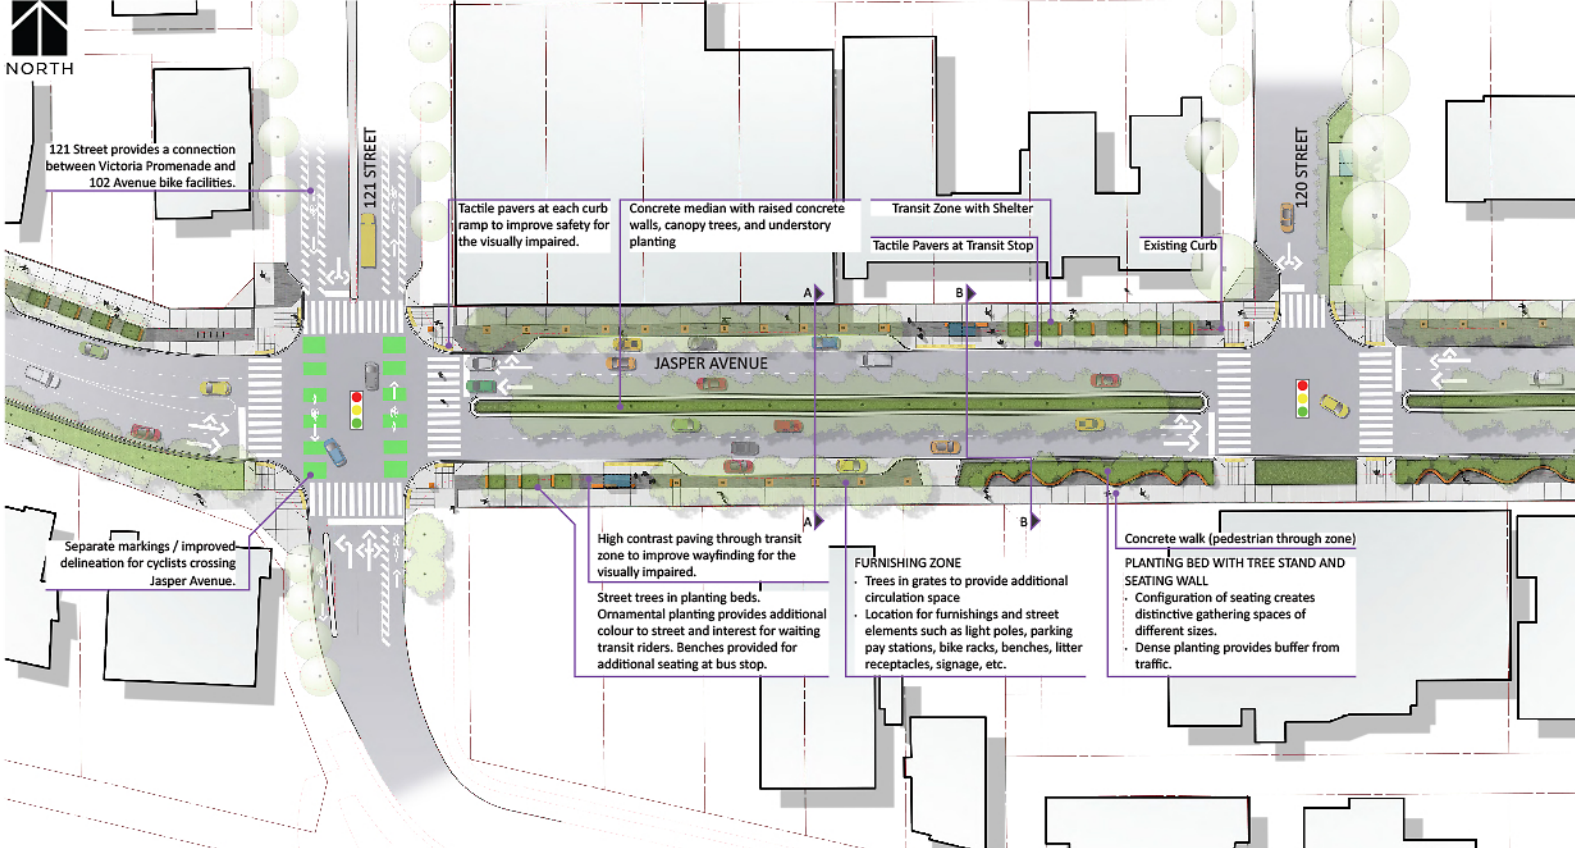 NORTH
121 STREET
120 STREET
121 Street provides a connection
between Victoria Promenade and
102 Avenue bike facilities.
Tactile pavers at each curb
ramp to improve safety for
the visually impaired.
Concrete median with raised concrete
walls, canopy trees, and understory
planting
Transit Zone with Shelter
Tactile Pavers at Transit Stop
Existing Curb
A
B
JASPER AVENUE
A
B
Separate markings / improved
delineation for cyclists crossing
Jasper Avenue.
High contrast paving through transit
zone to improve wayfinding for the
visually impaired.
Street trees in planting beds.
Ornamental planting provides additional
colour to street and interest for waiting
transit riders. Benches provided for
additional seating at bus stop.
FURNISHING ZONE
· Trees in grates to provide additional
circulation space
· Location for furnishings and street
elements such as light poles, parking
pay stations, bike racks, benches, litter
receptacles, signage, etc.
Concrete walk (pedestrian through zone)
PLANTING BED WITH TREE STAND AND
SEATING WALL
· Configuration of seating creates
distinctive gathering spaces of
different sizes.
· Dense planting provides buffer from
traffic.